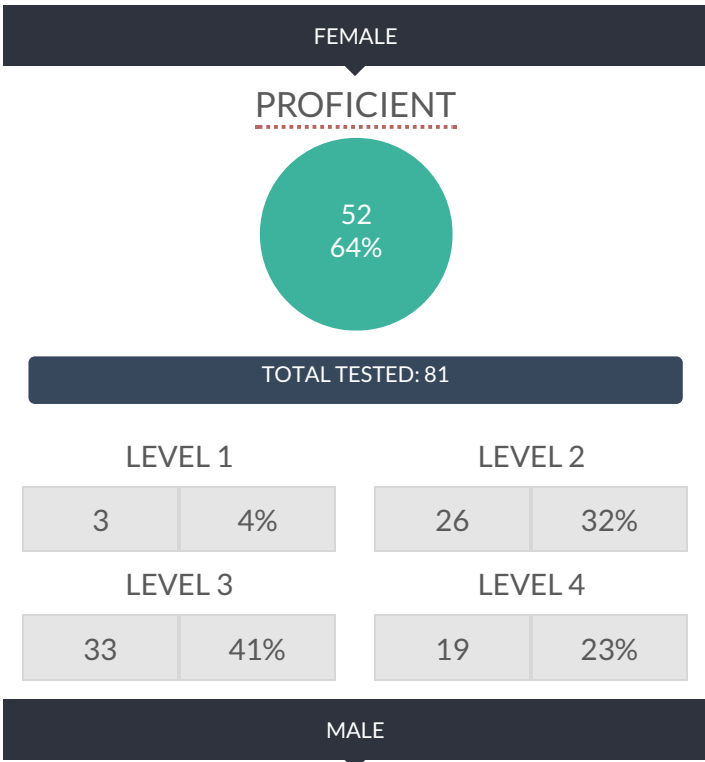 FEMALE
PROFICIENT
52
64%
TOTAL TESTED: 81
LEVEL 1
3 4%
LEVEL 2
26 32%
LEVEL 3
33 41%
LEVEL 4
19 23%
MALE